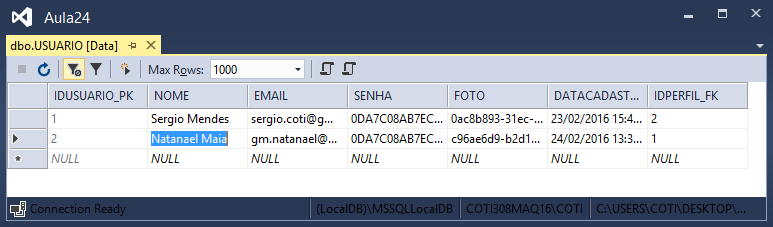 Aula24
dbo.USUARIO [Data]
Max Rows: 1000
IDUSUARIO_PK NOME EMAIL SENHA FOTO DATACADAST... IDPERFIL_FK
1 Sergio Mendes sergio.coti@g... 0DA7C08AB7EC... 0ac8b893-31ec-... 23/02/2016 15:4... 2
2 Natanael Maia gm.natanael@... 0DA7C08AB7EC... c96ae6d9-b2d1... 24/02/2016 13:3... 1
NULL NULL NULL NULL NULL NULL NULL
Connection Ready (LocalDB)\MSSQLLocalDB COTI308MAQ16\COTI C:\USERS\COTI\DESKTOP\...